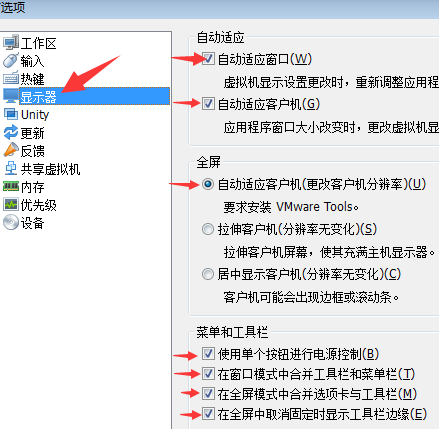 选项
工作区
输入
热键
显示器
Unity
更新
反馈
共享虚拟机
内存
优先级
设备
自动适应
自动适应窗口(W)
虚拟机显示设置更改时，重新调整应用程
自动适应客户机(G)
应用程序窗口大小改变时，更改虚拟机显
全屏
自动适应客户机(更改客户机分辨率)(U)
要求安装 VMware Tools。
拉伸客户机(分辨率无变化)(S)
拉伸客户机屏幕，使其充满主机显示器。
居中显示客户机(分辨率无变化)(C)
客户机可能会出现边框或滚动条。
菜单和工具栏
使用单个按钮进行电源控制(B)
在窗口模式中合并工具栏和菜单栏(T)
在全屏模式中合并选项卡与工具栏(M)
在全屏中取消固定时显示工具栏边缘(E)